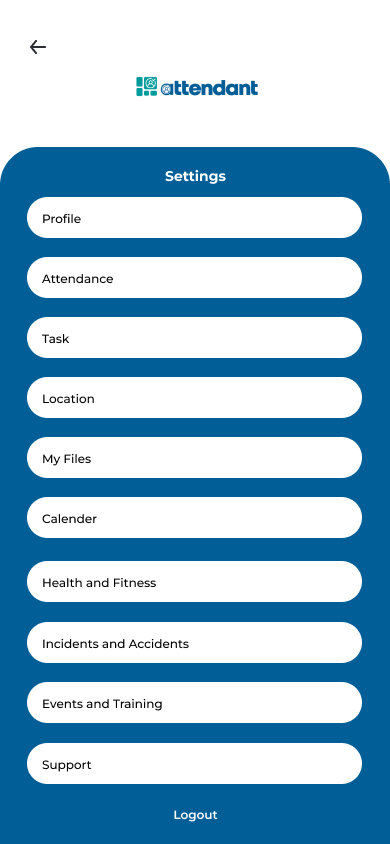 attendant
Settings
Profile
Attendance
Task
Location
My Files
Calender
Health and Fitness
Incidents and Accidents
Events and Training
Support
Logout